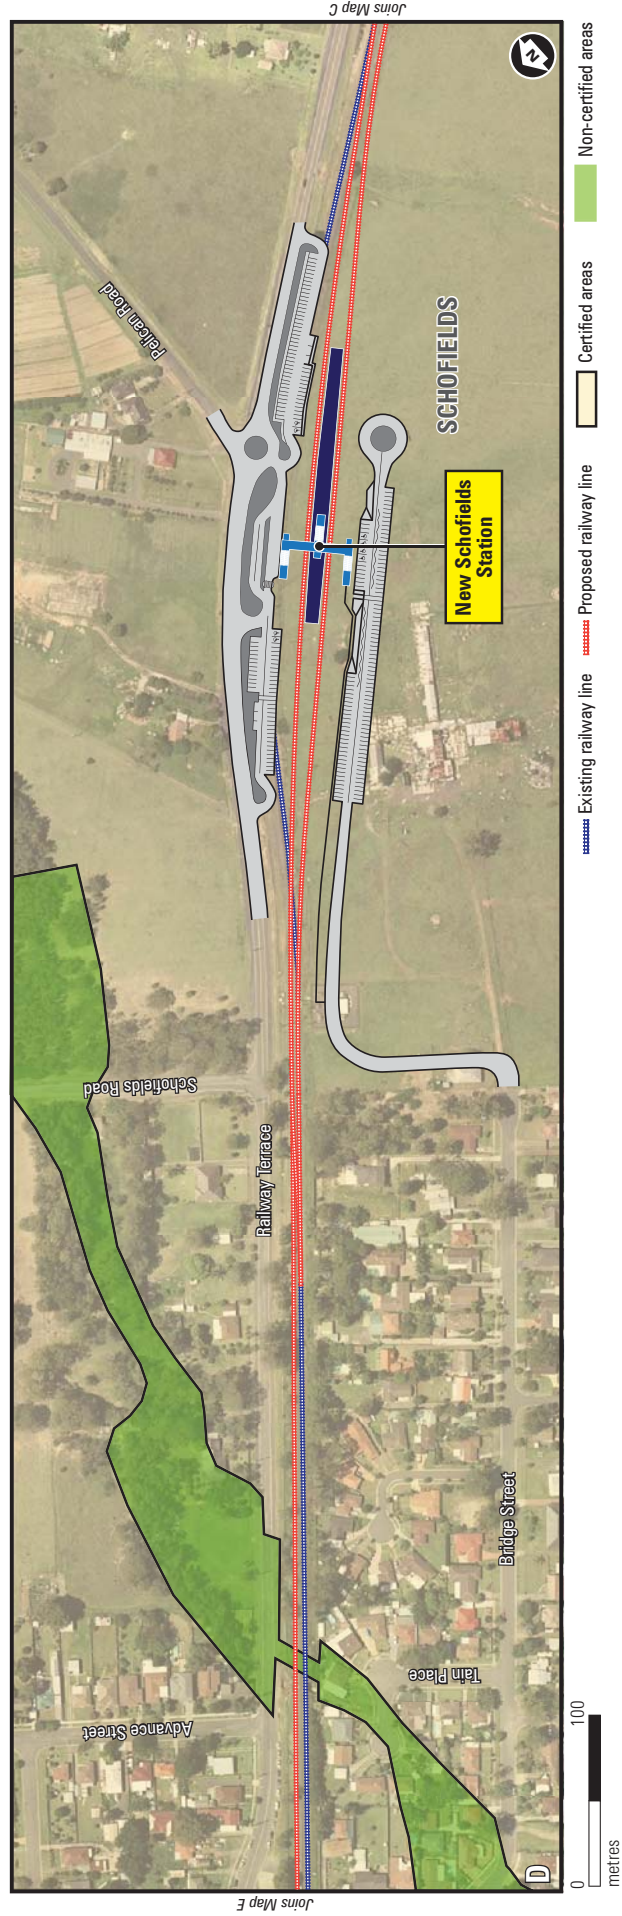 Joins Map C
N
Pelican Road
SCHOFIELDS
New Schofields
Station
Schofields Road
Railway Terrace
Bridge Street
Tain Place
Advance Street
D
Joins Map E
0
100
metres
Existing railway line
Proposed railway line
Certified areas
Non-certified areas